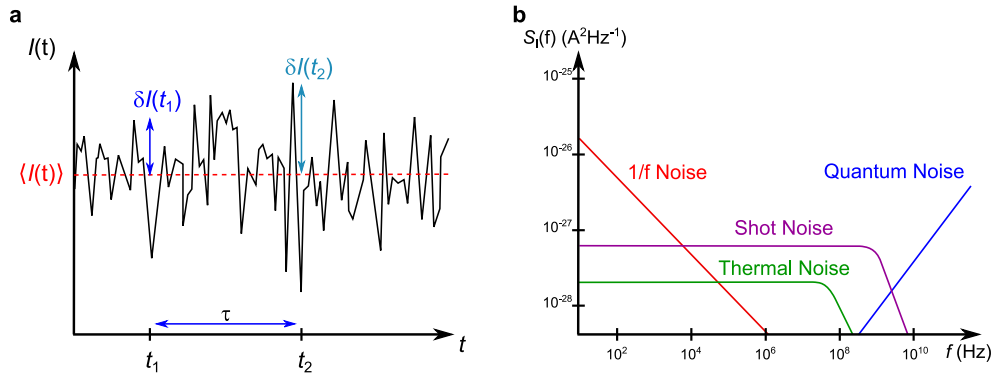 a
I(t)
δI(t₁)
δI(t₂)
⟨I(t)⟩
τ
t₁
t₂
t
b
S_I(f) (A²Hz⁻¹)
10⁻²⁵
10⁻²⁶
10⁻²⁷
10⁻²⁸
1/f Noise
Quantum Noise
Shot Noise
Thermal Noise
10² 10⁴ 10⁶ 10⁸ 10¹⁰ f (Hz)